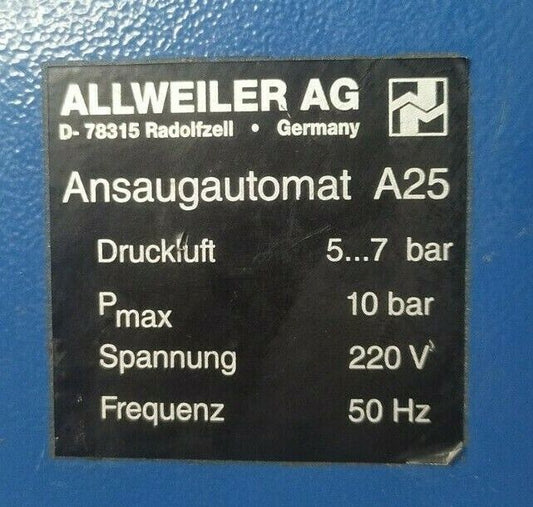 ALLWEILER AG
D- 78315 Radolfzell • Germany
Ansaugautomat A25
Druckluft 5...7 bar
Pmax 10 bar
Spannung 220 V
Frequenz 50 Hz